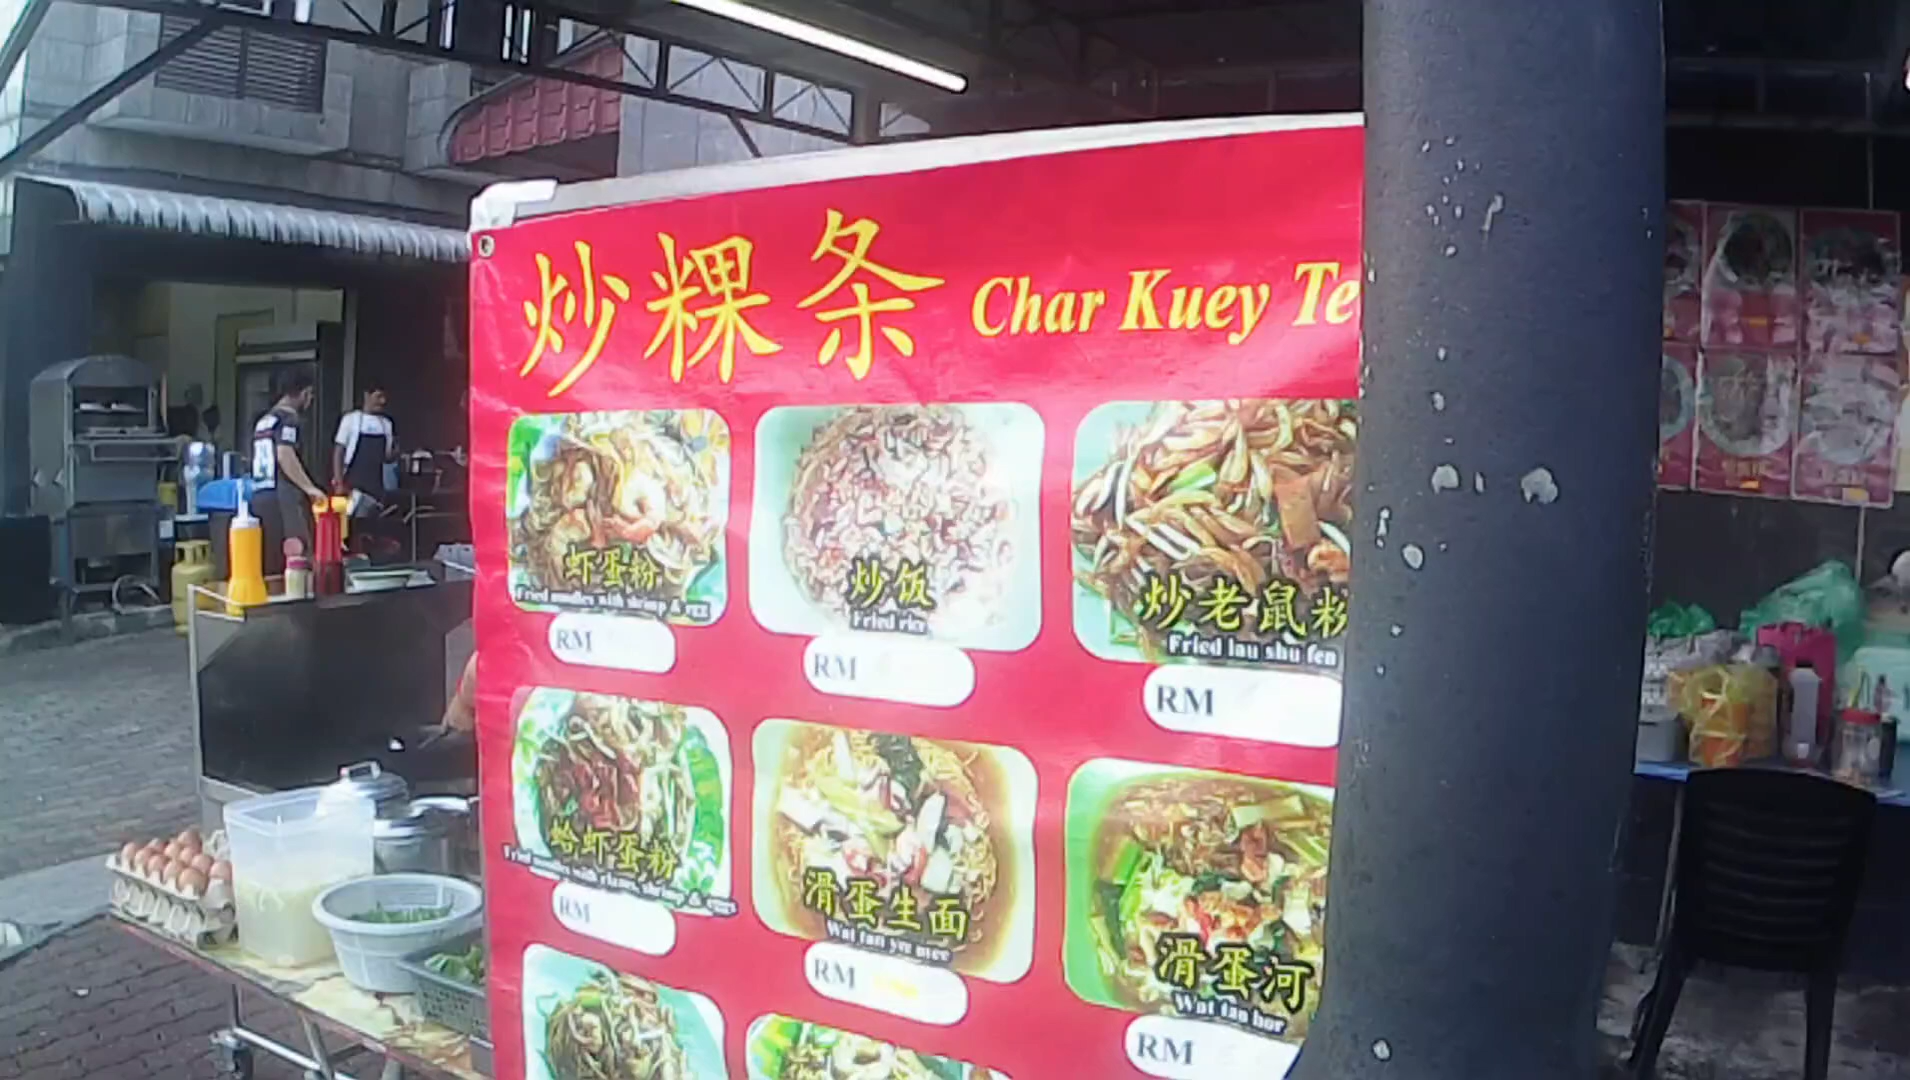 炒粿条 Char Kuey Te
虾蛋粉
Fried noodles with shrimp & egg
RM
炒饭
Fried rice
RM
炒老鼠粉
Fried lau shu fen
RM
蛤虾蛋粉
Fried noodles with clams, shrimp & eggs
RM
滑蛋生面
Wat tan yee mee
RM
滑蛋河
Wat tan hor
RM